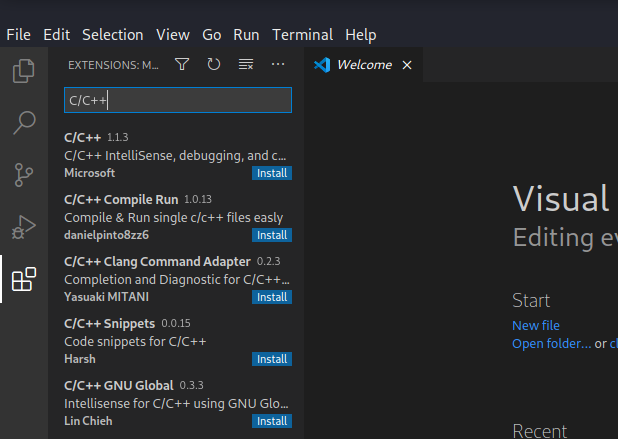 File Edit Selection View Go Run Terminal Help
EXTENSIONS: M...
Welcome
C/C++
C/C++ 1.1.3
C/C++ IntelliSense, debugging, and c...
Microsoft Install
C/C++ Compile Run 1.0.13
Compile & Run single c/c++ files easly
danielpinto8zz6 Install
C/C++ Clang Command Adapter 0.2.3
Completion and Diagnostic for C/C++...
Yasuaki MITANI Install
C/C++ Snippets 0.0.15
Code snippets for C/C++
Harsh Install
C/C++ GNU Global 0.3.3
Intellisense for C/C++ using GNU Glo...
Lin Chieh Install
Visual
Editing ev
Start
New file
Open folder... or cl
Recent